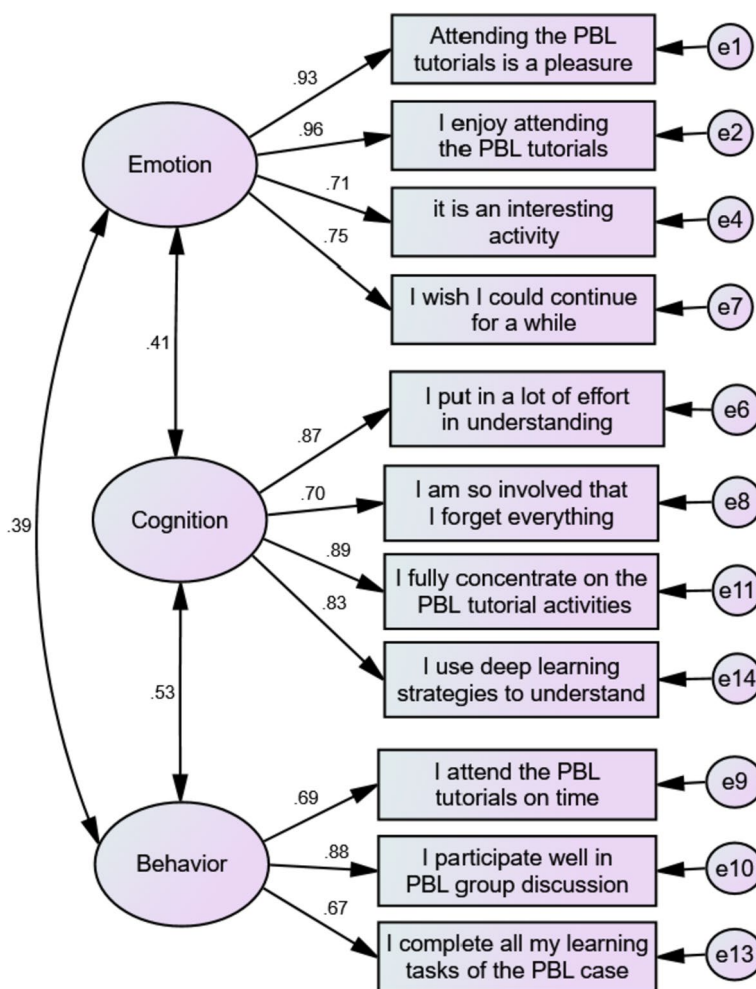 Attending the PBL
tutorials is a pleasure
e1
.93
I enjoy attending
the PBL tutorials
e2
.96
Emotion
it is an interesting
activity
e4
.71
.75
I wish I could continue
for a while
e7
.41
I put in a lot of effort
in understanding
e6
.87
I am so involved that
I forget everything
e8
.70
Cognition
.39
I fully concentrate on the
PBL tutorial activities
e11
.89
.83
I use deep learning
strategies to understand
e14
.53
I attend the PBL
tutorials on time
e9
.69
I participate well in
PBL group discussion
e10
.88
Behavior
.67
I complete all my learning
tasks of the PBL case
e13